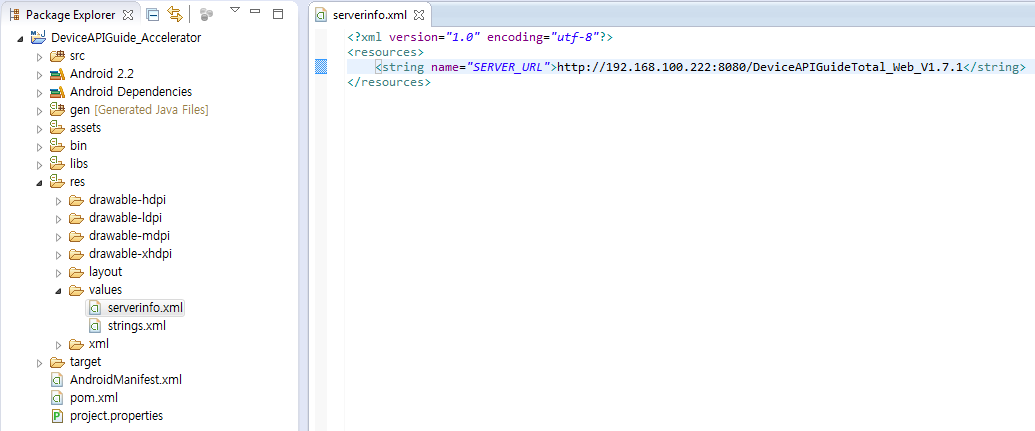 Package Explorer
DeviceAPIGuide_Accelerator
src
Android 2.2
Android Dependencies
gen [Generated Java Files]
assets
bin
libs
res
drawable-hdpi
drawable-ldpi
drawable-mdpi
drawable-xhdpi
layout
values
serverinfo.xml
strings.xml
xml
target
AndroidManifest.xml
pom.xml
project.properties
serverinfo.xml
<?xml version="1.0" encoding="utf-8"?>
<resources>
<string name="SERVER_URL">http://192.168.100.222:8080/DeviceAPIGuideTotal_Web_V1.7.1</string>
</resources>